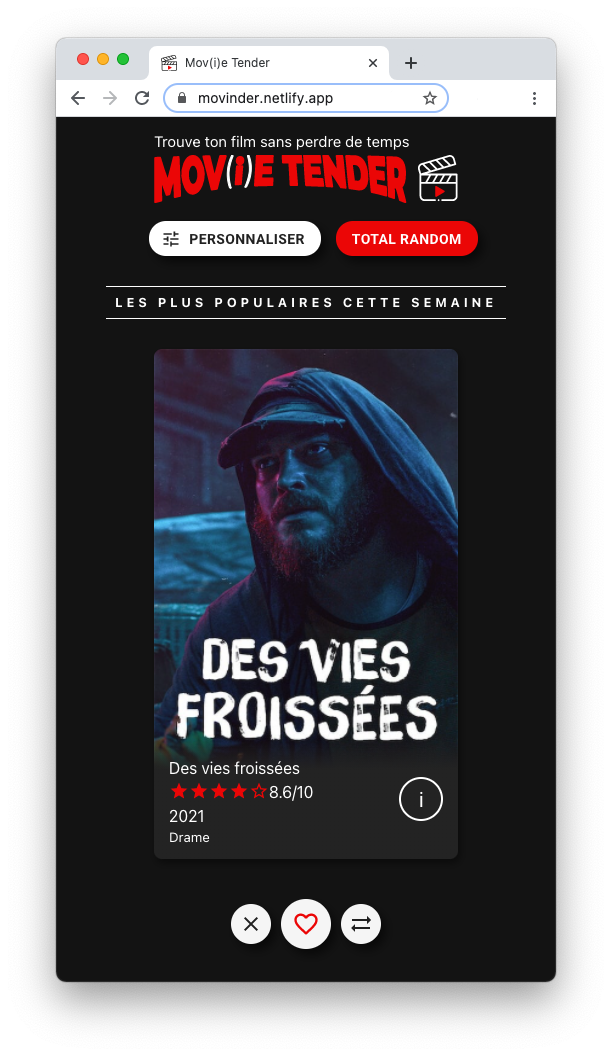 Mov(i)e Tender
movinder.netlify.app
Trouve ton film sans perdre de temps
MOV(i)E TENDER
PERSONNALISER
TOTAL RANDOM
LES PLUS POPULAIRES CETTE SEMAINE
DES VIES
FROISSÉES
Des vies froissées
8.6/10
i
2021
Drame